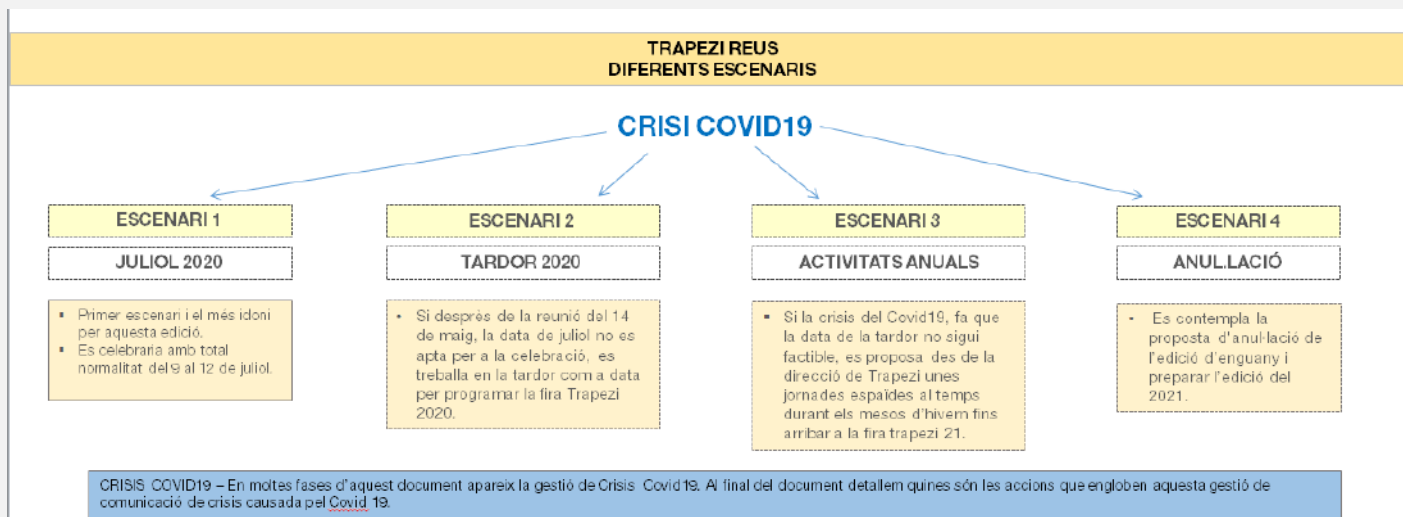 TRAPEZI REUS
DIFERENTS ESCENARIS
CRISI COVID19
ESCENARI 1
JULIOL 2020
▪ Primer escenari i el més idoni
per aquesta edició.
▪ Es celebraria amb total
normalitat del 9 al 12 de juliol.
ESCENARI 2
TARDOR 2020
• Si desprès de la reunió del 14
de maig, la data de juliol no es
apta per a la celebració, es
treballa en la tardor com a data
per programar la fira Trapezi
2020.
ESCENARI 3
ACTIVITATS ANUALS
▪ Si la crisis del Covid19, fa que
la data de la tardor no sigui
factible, es proposa des de la
direcció de Trapezi unes
jornades espaïdes al temps
durant els mesos d'hivern fins
arribar a la fira trapezi 21.
ESCENARI 4
ANUL.LACIÓ
• Es contempla la
proposta d'anul·lació de
l'edició d'enguany i
preparar l'edició del
2021.
CRISIS COVID19 – En moltes fases d'aquest document apareix la gestió de Crisis Covid19. Al final del document detallem quines són les accions que engloben aquesta gestió de
comunicació de crisis causada pel Covid 19.